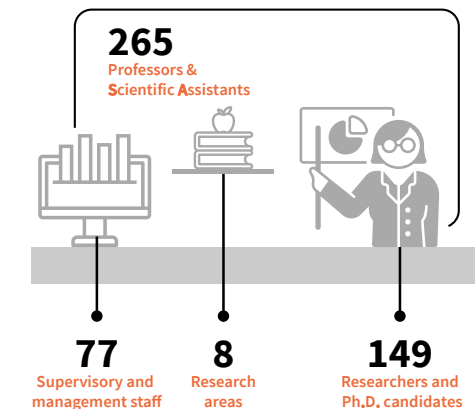 265
Professors &
Scientific Assistants
77
Supervisory and
management staff
8
Research
areas
149
Researchers and
Ph.D. candidates